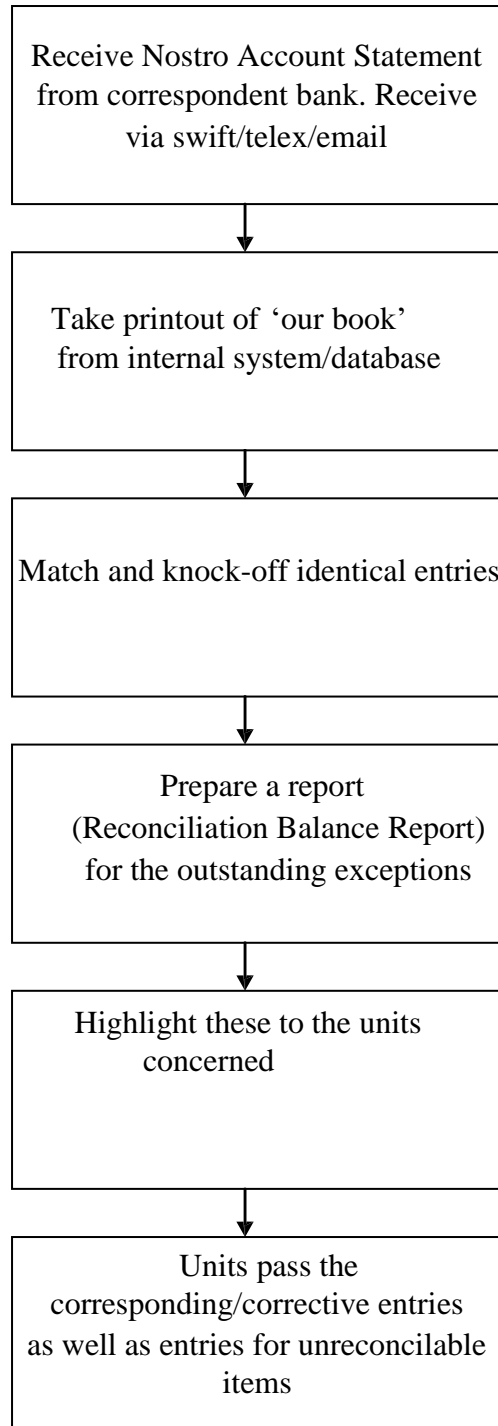 Receive Nostro Account Statement
from correspondent bank. Receive
via swift/telex/email
Take printout of ‘our book’
from internal system/database
Match and knock-off identical entries
Prepare a report
(Reconciliation Balance Report)
for the outstanding exceptions
Highlight these to the units
concerned
Units pass the
corresponding/corrective entries
as well as entries for unreconcilable
items